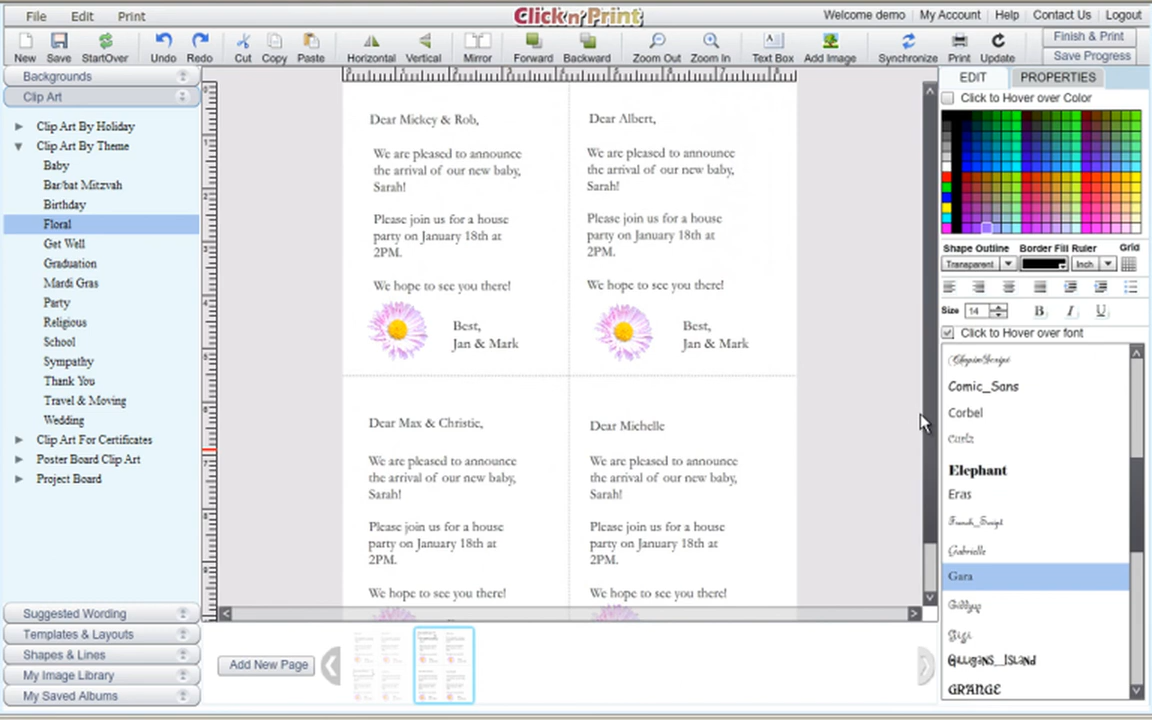 File Edit Print Click'n'Print Welcome demo My Account Help Contact Us Logout
New Save StartOver Undo Redo Cut Copy Paste Horizontal Vertical Mirror Forward Backward Zoom Out Zoom In Text Box Add Image Synchronize Print Update Finish & Print
Save Progress
Backgrounds
Clip Art
Clip Art By Holiday
Clip Art By Theme
Baby
Bar/bat Mitzvah
Birthday
Floral
Get Well
Graduation
Mardi Gras
Party
Religious
School
Sympathy
Thank You
Travel & Moving
Wedding
Clip Art For Certificates
Poster Board Clip Art
Project Board
Suggested Wording
Templates & Layouts
Shapes & Lines
My Image Library
My Saved Albums
Dear Mickey & Rob,
We are pleased to announce
the arrival of our new baby,
Sarah!
Please join us for a house
party on January 18th at
2PM.
We hope to see you there!
Best,
Jan & Mark
Dear Albert,
We are pleased to announce
the arrival of our new baby,
Sarah!
Please join us for a house
party on January 18th at
2PM.
We hope to see you there!
Best,
Jan & Mark
Dear Max & Christie,
We are pleased to announce
the arrival of our new baby,
Sarah!
Please join us for a house
party on January 18th at
2PM.
We hope to see you there!
Dear Michelle
We are pleased to announce
the arrival of our new baby,
Sarah!
Please join us for a house
party on January 18th at
2PM.
We hope to see you there!
Add New Page
EDIT PROPERTIES
Click to Hover over Color
Shape Outline Border Fill Ruler Grid
Transparent Inch
Size 14 B I U
Click to Hover over font
ChopinScript
Comic_Sans
Corbel
Curlz
Elephant
Eras
French_Script
Gabrielle
Gara
Giddyup
Gigi
Gilligans_Island
GRANGE